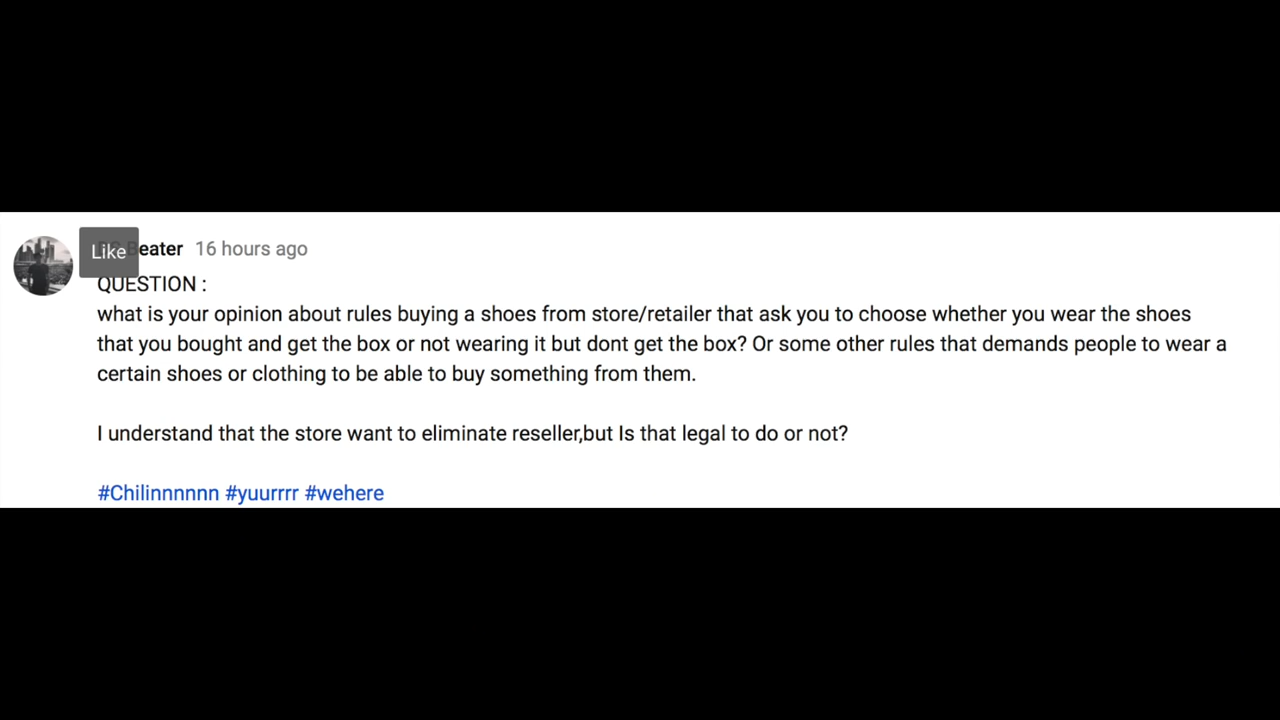 Like eater 16 hours ago
QUESTION :
what is your opinion about rules buying a shoes from store/retailer that ask you to choose whether you wear the shoes
that you bought and get the box or not wearing it but dont get the box? Or some other rules that demands people to wear a
certain shoes or clothing to be able to buy something from them.
I understand that the store want to eliminate reseller,but Is that legal to do or not?
#Chilinnnnnn #yuurrrr #wehere